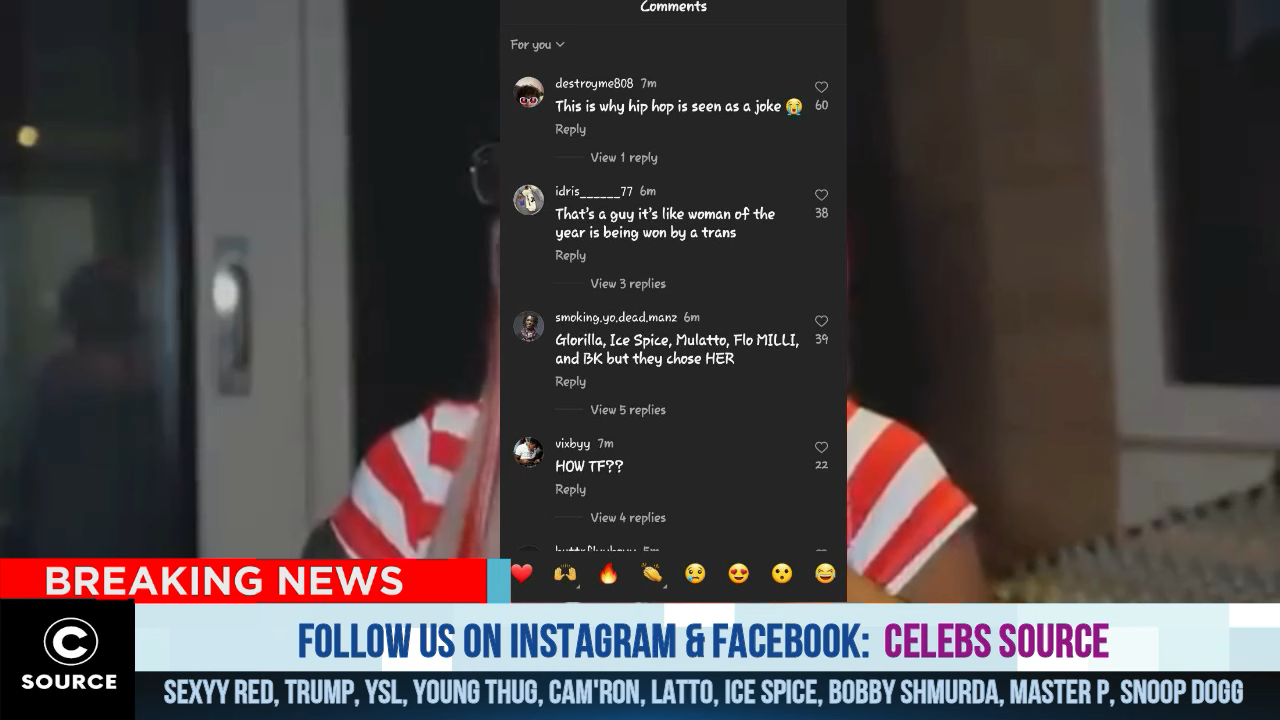 Comments
For you
destroyme808 7m
This is why hip hop is seen as a joke 😭
60
Reply
View 1 reply
idris______77 6m
That's a guy it's like woman of the
year is being won by a trans
38
Reply
View 3 replies
smoking.yo.dead.manz 6m
Glorilla, Ice Spice, Mulatto, Flo MILLI,
and BK but they chose HER
39
Reply
View 5 replies
vixbyy 7m
HOW TF??
22
Reply
View 4 replies
BREAKING NEWS
C
SOURCE
FOLLOW US ON INSTAGRAM & FACEBOOK: CELEBS SOURCE
SEXYY RED, TRUMP, YSL, YOUNG THUG, CAM'RON, LATTO, ICE SPICE, BOBBY SHMURDA, MASTER P, SNOOP DOGG